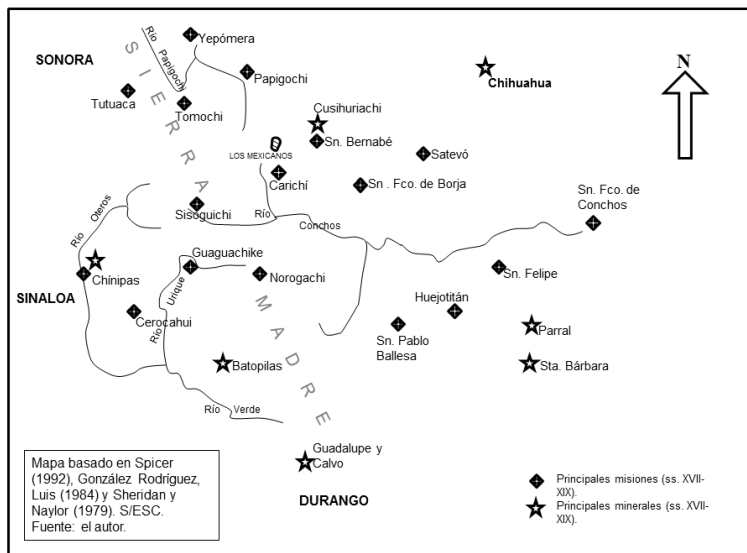 Yepómera
Río Papigochi
SONORA
SIERRA
Papigochi
Chihuahua
N
Tutuaca
Tomochi
Cusihuriachi
Sn. Bernabé
LOS MEXICANOS
Satevó
Carichí
Sn . Fco. de Borja
Sn. Fco. de
Conchos
Sisoguichi
Río
Conchos
Río Oteros
Guaguachike
Norogachi
Sn. Felipe
Chínipas
Río Urique
MADRE
SINALOA
Cerocahui
Huejotitán
Sn. Pablo
Ballesa
Parral
Batopilas
Sta. Bárbara
Río Verde
Guadalupe y
Calvo
DURANGO
Mapa basado en Spicer
(1992), González Rodríguez,
Luis (1984) y Sheridan y
Naylor (1979). S/ESC.
Fuente: el autor.
Principales misiones (ss. XVII-
XIX).
Principales minerales (ss. XVII-
XIX).